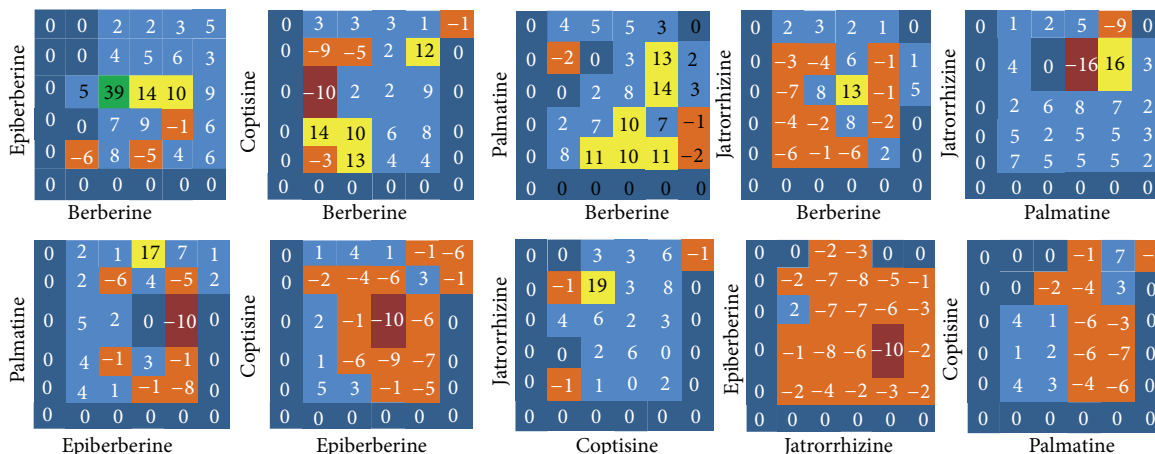 Epiberberine
0 0 2 2 3 5
0 4 5 6 3
0 5 39 14 10 9
0 0 7 9 −1 6
0 −6 8 −5 4 6
0 0 0 0 0 0
Berberine
Coptisine
0 3 3 3 1 −1
0 −9 −5 2 12
0 −10 2 2 9 0
0 14 10 6 8 0
0 −3 13 4 4 0
0 0 0 0 0 0
Berberine
Palmatine
0 4 5 5 3 0
0 −2 0 3 13 2
0 2 8 14 3
0 2 7 10 7 −1
0 8 11 10 11 −2
0 0 0 0 0 0
Berberine
Jatrorrhizine
0 2 3 2 1 0
0 −3 −4 6 −1 1
0 −7 8 13 −1 5
0 −4 −2 8 −2 0
0 −6 −1 −6 2 0
0 0 0 0 0 0
Berberine
Jatrorrhizine
0 1 2 5 −9 0
0 4 0 −16 16 3
0 2 6 8 7 2
0 5 2 5 5 3
0 7 5 5 2 2
0 0 0 0 0 0
Palmatine
Palmatine
0 2 1 17 7 1
0 2 −6 4 −5 2
0 5 2 0 −10 0
0 4 −1 3 −1 0
0 4 1 −1 −8 0
0 0 0 0 0 0
Epiberberine
Coptisine
0 1 4 1 −1 −6
0 −2 −4 −6 3 −1
0 2 −1 −10 −6 0
0 1 −6 −9 −7 0
0 5 3 −1 −5 0
0 0 0 0 0 0
Epiberberine
Jatrorrhizine
0 0 3 3 6 −1
0 −1 19 3 8 0
0 4 6 2 3 0
0 0 2 6 0 0
0 −1 1 0 2 0
0 0 0 0 0 0
Coptisine
Epiberberine
0 0 −2 −3 0 0
0 −2 −7 −8 −5 −1
0 2 −7 −7 −6 −3
0 −1 −8 −6 −10 −2
0 −2 −4 −2 −3 −2
0 0 0 0 0 0
Jatrorrhizine
Coptisine
0 0 0 −1 7 −
0 0 −2 −4 3 0
0 4 1 −6 −3 0
0 1 2 −6 −7 0
0 4 3 −4 −6 0
0 0 0 0 0 0
Palmatine